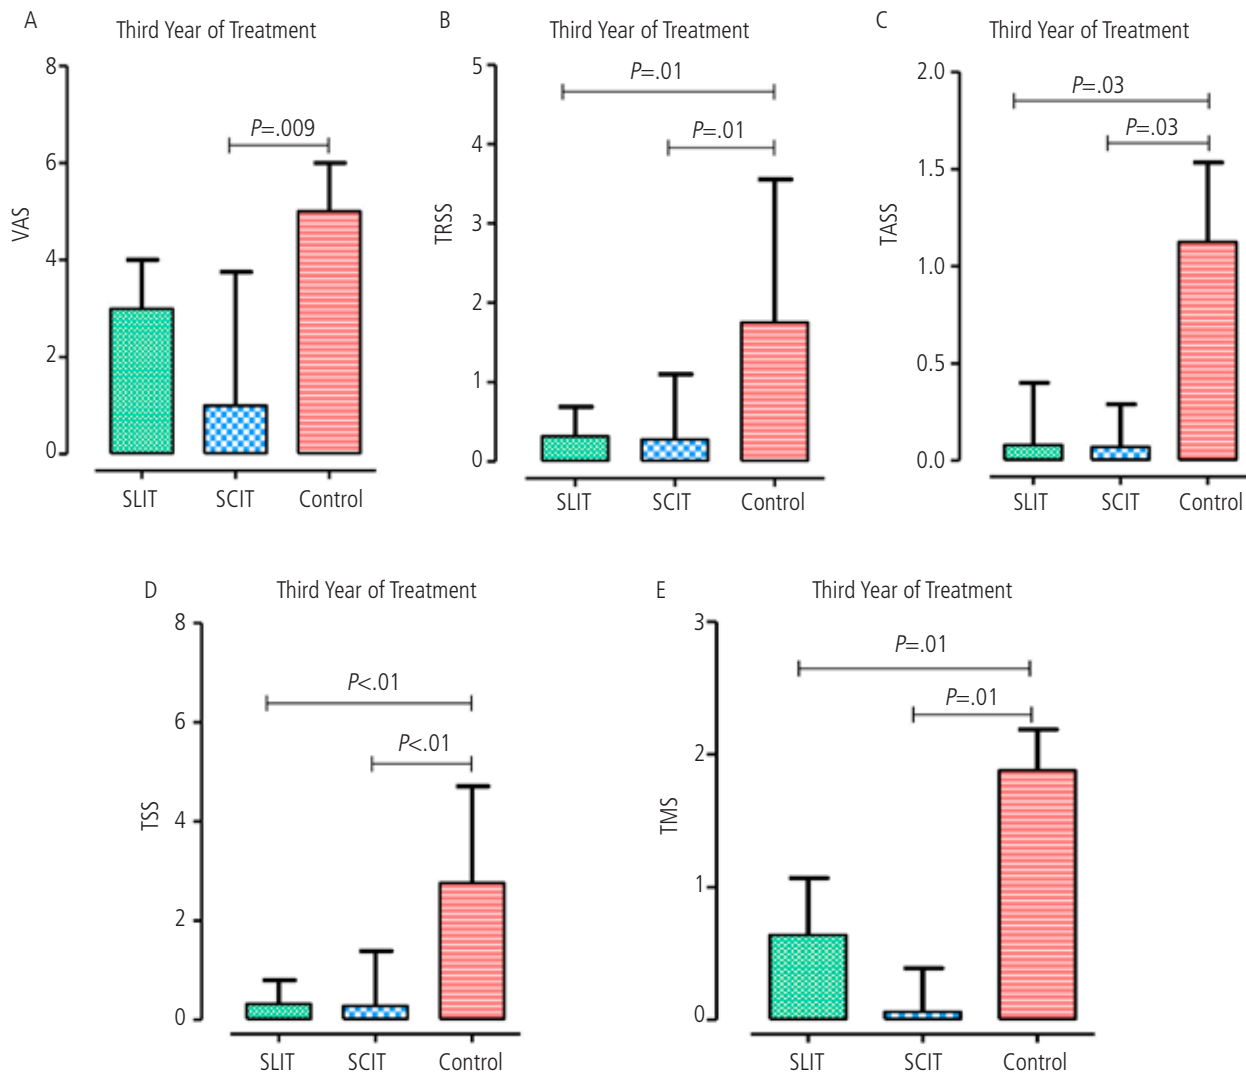 A
Third Year of Treatment
8
6
4
2
0
VAS
P=.009
SLIT
SCIT
Control
B
Third Year of Treatment
5
4
3
2
1
0
TRSS
P=.01
P=.01
SLIT
SCIT
Control
C
Third Year of Treatment
2.0
1.5
1.0
0.5
0.0
TASS
P=.03
P=.03
SLIT
SCIT
Control
D
Third Year of Treatment
8
6
4
2
0
TSS
P<.01
P<.01
SLIT
SCIT
Control
E
Third Year of Treatment
3
2
1
0
TMS
P=.01
P=.01
SLIT
SCIT
Control